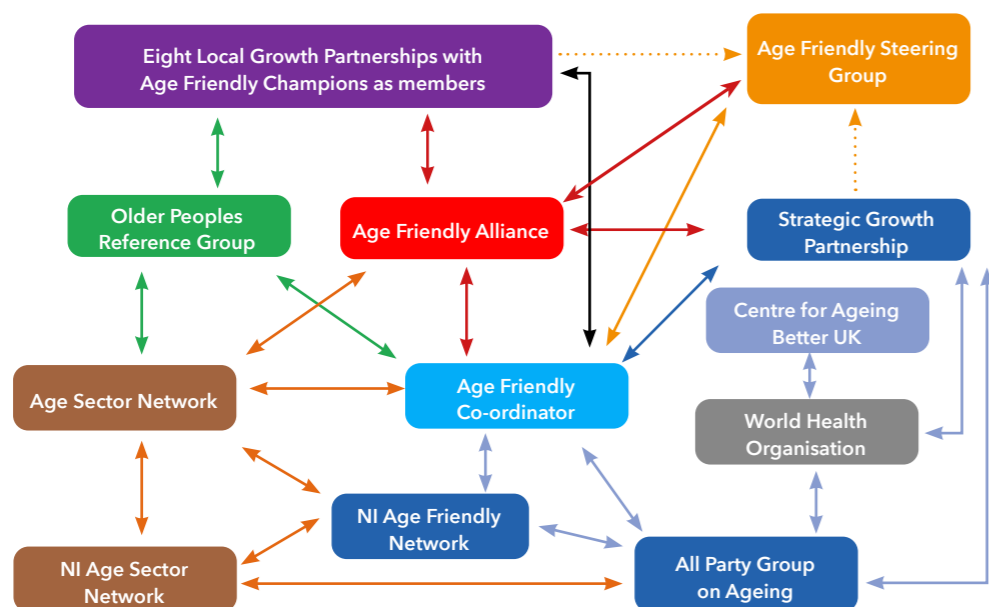 Eight Local Growth Partnerships with
Age Friendly Champions as members
Age Friendly Steering
Group
Older Peoples
Reference Group
Age Friendly Alliance
Strategic Growth
Partnership
Centre for Ageing
Better UK
Age Sector Network
Age Friendly
Co-ordinator
World Health
Organisation
NI Age Friendly
Network
NI Age Sector
Network
All Party Group
on Ageing